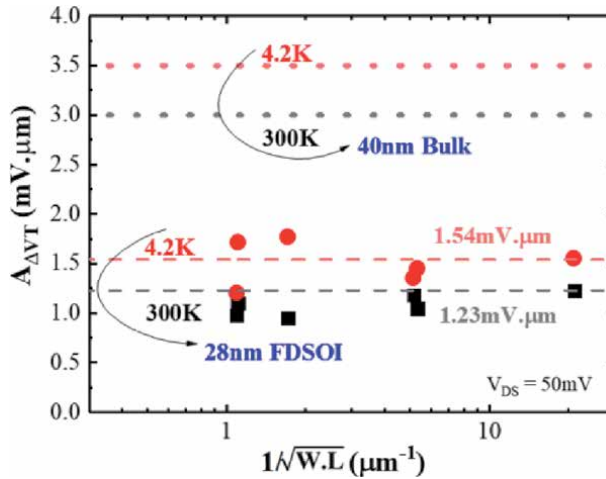 4.0
3.5
3.0
2.5
2.0
1.5
1.0
0.5
0.0
A_ΔVT (mV.μm)
4.2K
300K
40nm Bulk
4.2K
1.54mV.μm
300K
1.23mV.μm
28nm FDSOI
V_DS = 50mV
1 10
1/√W.L (μm⁻¹)